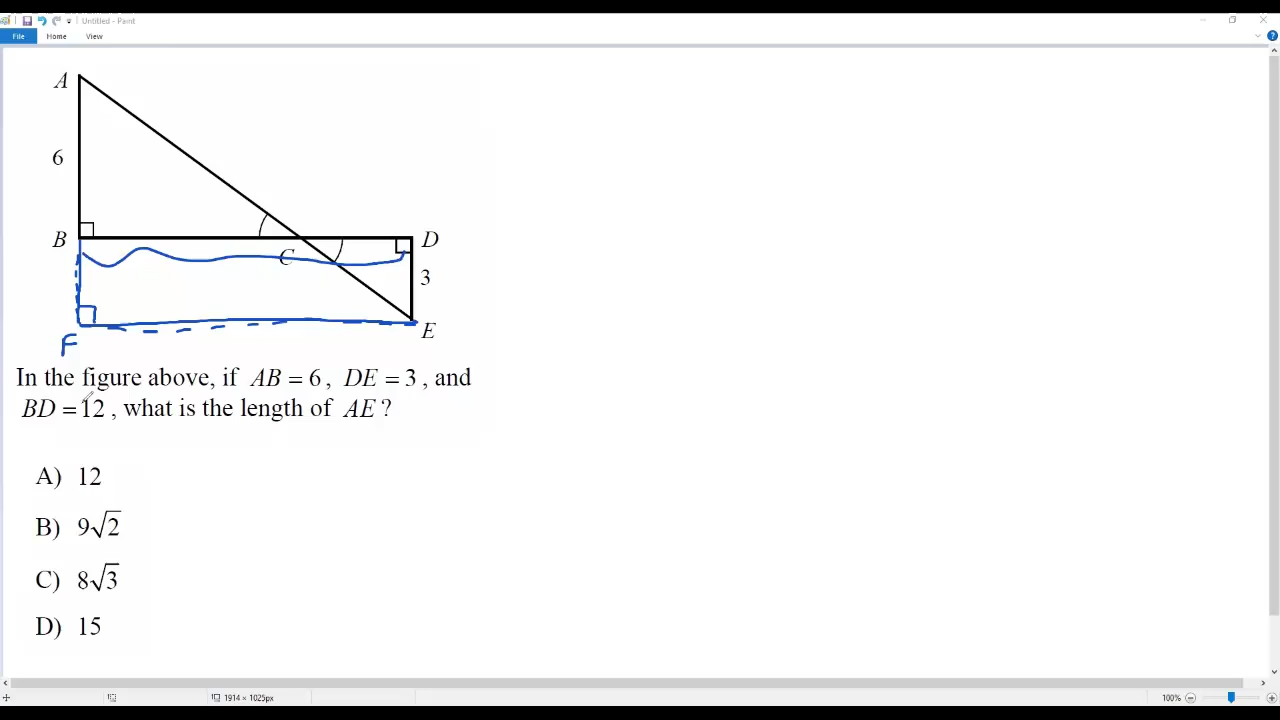 Untitled - Paint
File Home View
A
6
B
C
D
3
E
F
In the figure above, if AB = 6 , DE = 3 , and
BD = 12 , what is the length of AE ?
A) 12
B) 9√2
C) 8√3
D) 15
1914 × 1025px
100%